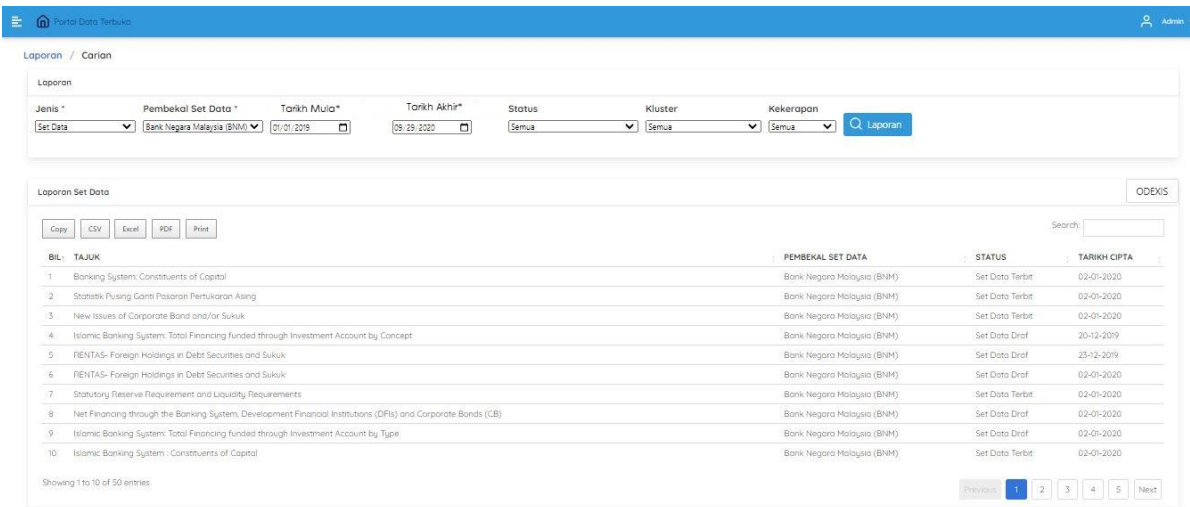 Portal Data Terbuka Admin
Laporan / Carian
Laporan
Jenis * Pembekal Set Data * Tarikh Mula* Tarikh Akhir* Status Kluster Kekerapan
Set Data Bank Negara Malaysia (BNM) 01/01/2019 09/29/2020 Semua Semua Semua Laporan
Laporan Set Data ODEXIS
Copy CSV Excel PDF Print Search:
BIL TAJUK PEMBEKAL SET DATA STATUS TARIKH CIPTA
1 Banking System: Constituents of Capital Bank Negara Malaysia (BNM) Set Data Terbit 02-01-2020
2 Statistik Pusing Ganti Pasaran Pertukaran Asing Bank Negara Malaysia (BNM) Set Data Terbit 02-01-2020
3 New Issues of Corporate Bond and/or Sukuk Bank Negara Malaysia (BNM) Set Data Terbit 02-01-2020
4 Islamic Banking System: Total Financing funded through Investment Account by Concept Bank Negara Malaysia (BNM) Set Data Draf 20-12-2019
5 RENTAS- Foreign Holdings in Debt Securities and Sukuk Bank Negara Malaysia (BNM) Set Data Draf 23-12-2019
6 RENTAS- Foreign Holdings in Debt Securities and Sukuk Bank Negara Malaysia (BNM) Set Data Draf 02-01-2020
7 Statutory Reserve Requirement and Liquidity Requirements Bank Negara Malaysia (BNM) Set Data Terbit 02-01-2020
8 Net Financing through the Banking System, Development Financial Institutions (DFIs) and Corporate Bonds (CB) Bank Negara Malaysia (BNM) Set Data Draf 02-01-2020
9 Islamic Banking System: Total Financing funded through Investment Account by Type Bank Negara Malaysia (BNM) Set Data Draf 02-01-2020
10 Islamic Banking System : Constituents of Capital Bank Negara Malaysia (BNM) Set Data Terbit 02-01-2020
Showing 1 to 10 of 50 entries Previous 1 2 3 4 5 Next